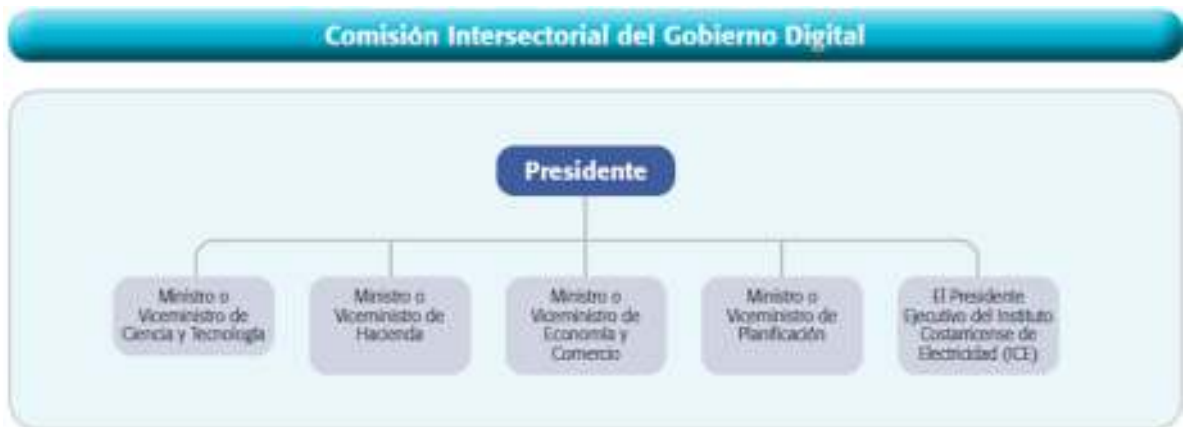 Comisión Intersectorial del Gobierno Digital
Presidente
Ministro o
Viceministro de
Ciencia y Tecnología
Ministro o
Viceministro de
Hacienda
Ministro o
Viceministro de
Economía y
Comercio
Ministro o
Viceministro de
Planificación
El Presidente
Ejecutivo del Instituto
Costarricense de
Electricidad (ICE)